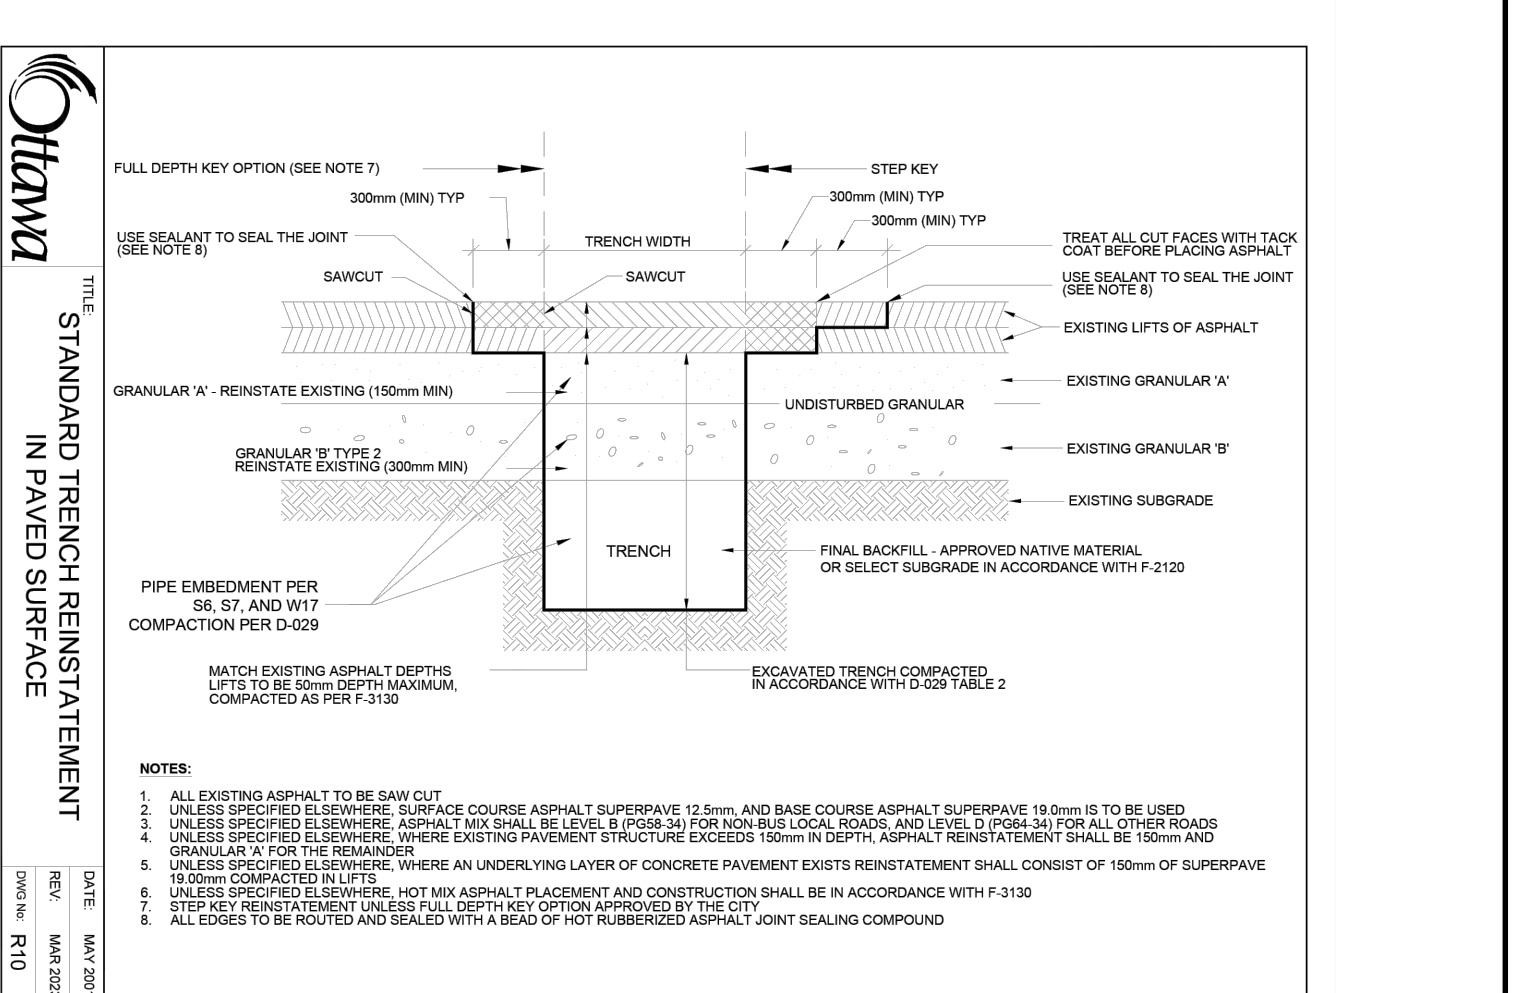 Ottawa
TITLE:
STANDARD TRENCH REINSTATEMENT
IN PAVED SURFACE
DATE: MAY 2001
REV: MAR 202
DWG No: R10
FULL DEPTH KEY OPTION (SEE NOTE 7)
STEP KEY
300mm (MIN) TYP
300mm (MIN) TYP
300mm (MIN) TYP
USE SEALANT TO SEAL THE JOINT
(SEE NOTE 8)
TRENCH WIDTH
TREAT ALL CUT FACES WITH TACK
COAT BEFORE PLACING ASPHALT
SAWCUT
SAWCUT
USE SEALANT TO SEAL THE JOINT
(SEE NOTE 8)
EXISTING LIFTS OF ASPHALT
GRANULAR 'A' - REINSTATE EXISTING (150mm MIN)
EXISTING GRANULAR 'A'
UNDISTURBED GRANULAR
GRANULAR 'B' TYPE 2
REINSTATE EXISTING (300mm MIN)
EXISTING GRANULAR 'B'
EXISTING SUBGRADE
TRENCH
FINAL BACKFILL - APPROVED NATIVE MATERIAL
OR SELECT SUBGRADE IN ACCORDANCE WITH F-2120
PIPE EMBEDMENT PER
S6, S7, AND W17
COMPACTION PER D-029
MATCH EXISTING ASPHALT DEPTHS
LIFTS TO BE 50mm DEPTH MAXIMUM,
COMPACTED AS PER F-3130
EXCAVATED TRENCH COMPACTED
IN ACCORDANCE WITH D-029 TABLE 2
NOTES:
1. ALL EXISTING ASPHALT TO BE SAW CUT
2. UNLESS SPECIFIED ELSEWHERE, SURFACE COURSE ASPHALT SUPERPAVE 12.5mm, AND BASE COURSE ASPHALT SUPERPAVE 19.0mm IS TO BE USED
3. UNLESS SPECIFIED ELSEWHERE, ASPHALT MIX SHALL BE LEVEL B (PG58-34) FOR NON-BUS LOCAL ROADS, AND LEVEL D (PG64-34) FOR ALL OTHER ROADS
4. UNLESS SPECIFIED ELSEWHERE, WHERE EXISTING PAVEMENT STRUCTURE EXCEEDS 150mm IN DEPTH, ASPHALT REINSTATEMENT SHALL BE 150mm AND
GRANULAR 'A' FOR THE REMAINDER
5. UNLESS SPECIFIED ELSEWHERE, WHERE AN UNDERLYING LAYER OF CONCRETE PAVEMENT EXISTS REINSTATEMENT SHALL CONSIST OF 150mm OF SUPERPAVE
19.00mm COMPACTED IN LIFTS
6. UNLESS SPECIFIED ELSEWHERE, HOT MIX ASPHALT PLACEMENT AND CONSTRUCTION SHALL BE IN ACCORDANCE WITH F-3130
7. STEP KEY REINSTATEMENT UNLESS FULL DEPTH KEY OPTION APPROVED BY THE CITY
8. ALL EDGES TO BE ROUTED AND SEALED WITH A BEAD OF HOT RUBBERIZED ASPHALT JOINT SEALING COMPOUND